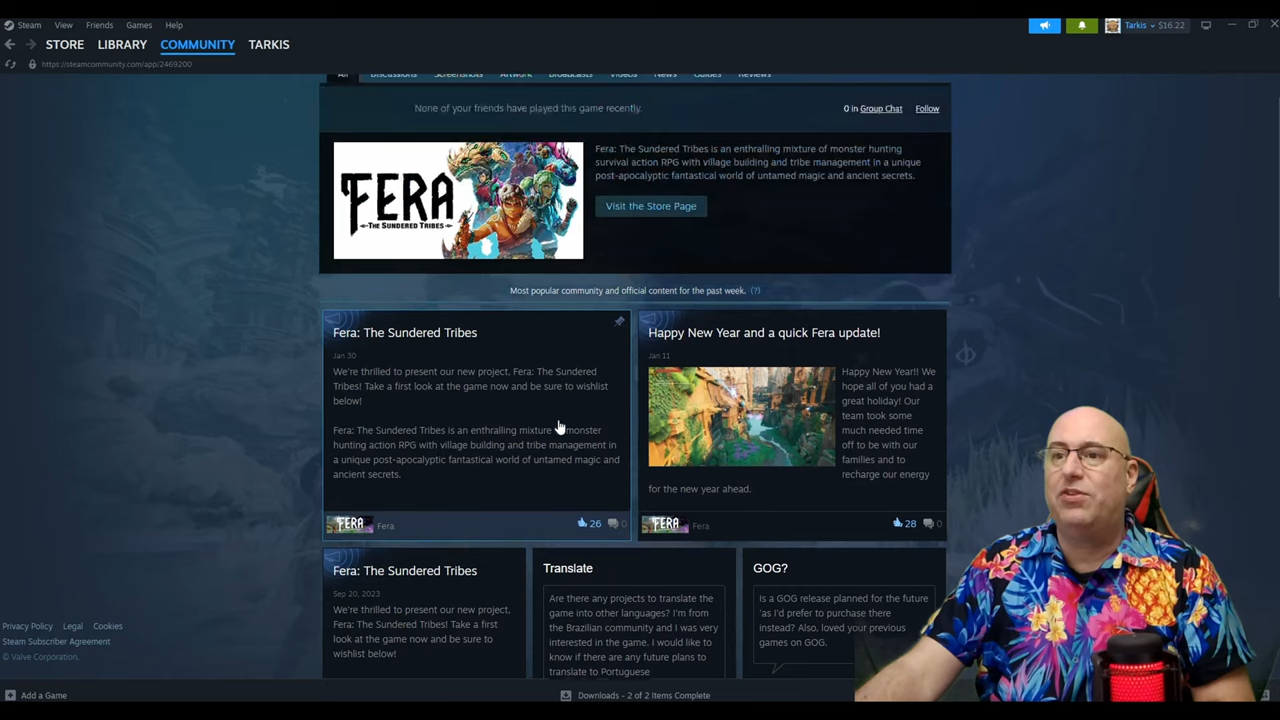 Steam View Friends Games Help
Tarkis $16.22
STORE LIBRARY COMMUNITY TARKIS
https://steamcommunity.com/app/2469200
All Discussions Screenshots Artwork Broadcasts Videos News Guides Reviews
None of your friends have played this game recently.
0 in Group Chat Follow
FERA
THE SUNDERED TRIBES
Fera: The Sundered Tribes is an enthralling mixture of monster hunting
survival action RPG with village building and tribe management in a unique
post-apocalyptic fantastical world of untamed magic and ancient secrets.
Visit the Store Page
Most popular community and official content for the past week. (?)
Fera: The Sundered Tribes
Jan 30
We're thrilled to present our new project, Fera: The Sundered
Tribes! Take a first look at the game now and be sure to wishlist
below!
Fera: The Sundered Tribes is an enthralling mixture monster
hunting action RPG with village building and tribe management in
a unique post-apocalyptic fantastical world of untamed magic and
ancient secrets.
FERA Fera 26 0
Happy New Year and a quick Fera update!
Jan 11
Happy New Year!! We
hope all of you had a
great holiday! Our
team took some
much needed time
off to be with our
families and to
recharge our energy
for the new year ahead.
FERA Fera 28 0
Fera: The Sundered Tribes
Sep 20, 2023
We're thrilled to present our new project,
Fera: The Sundered Tribes! Take a first
look at the game now and be sure to
wishlist below!
Translate
Are there any projects to translate the
game into other languages? I'm from
the Brazilian community and I was very
interested in the game. I would like to
know if there are any future plans to
translate to Portuguese
GOG?
Is a GOG release planned for the future
'as I'd prefer to purchase there
instead? Also, loved your previous
games on GOG.
Privacy Policy Legal Cookies
Steam Subscriber Agreement
© Valve Corporation.
Add a Game
Downloads - 2 of 2 Items Complete